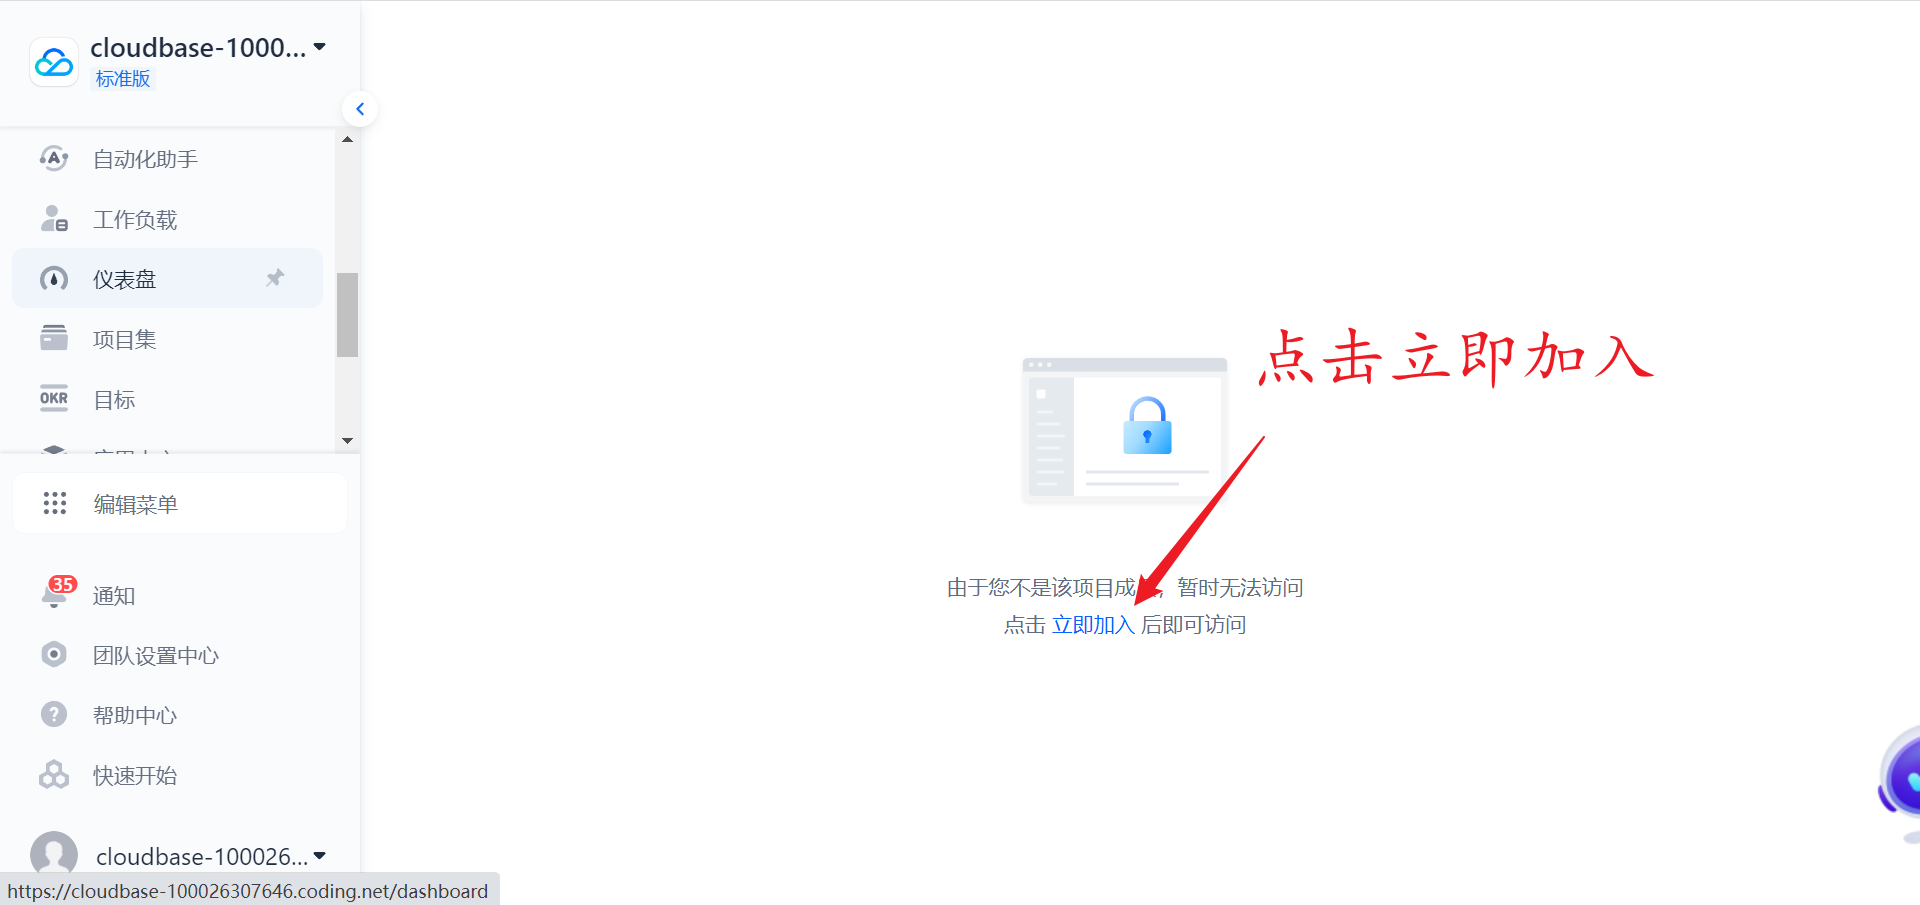 cloudbase-1000...
标准版
自动化助手
工作负载
仪表盘
项目集
OKR
目标
编辑菜单
35
通知
团队设置中心
帮助中心
快速开始
cloudbase-100026...
https://cloudbase-100026307646.coding.net/dashboard
点击立即加入
由于您不是该项目成 , 暂时无法访问
点击 立即加入 后即可访问